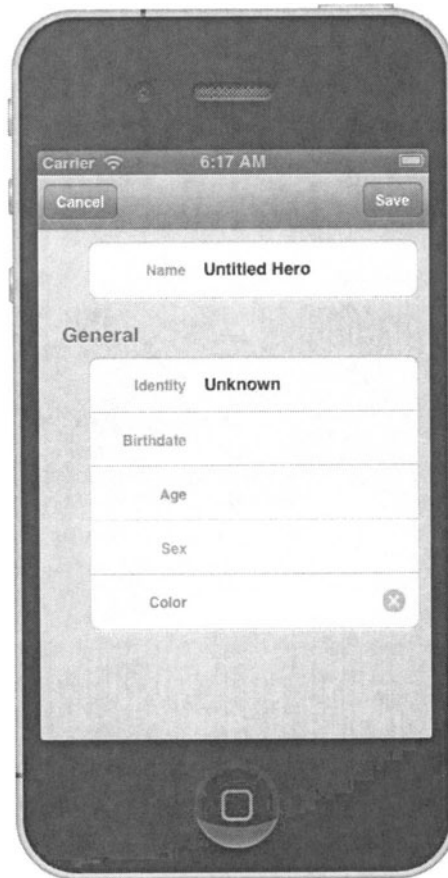 Carrier 6:17 AM
Cancel Save
Name Untitled Hero
General
Identity Unknown
Birthdate
Age
Sex
Color